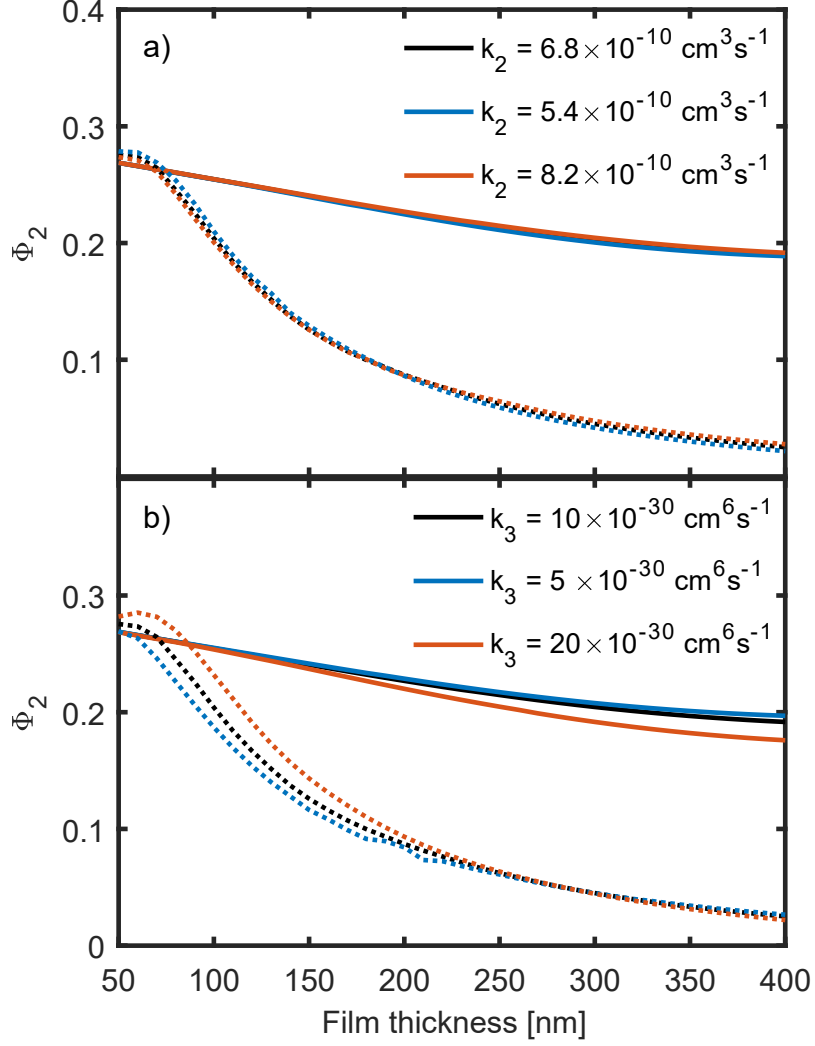 0.4
a)
k₂ = 6.8×10⁻¹⁰ cm³s⁻¹
k₂ = 5.4×10⁻¹⁰ cm³s⁻¹
k₂ = 8.2×10⁻¹⁰ cm³s⁻¹
0.3
Φ₂
0.2
0.1
b)
k₃ = 10×10⁻³⁰ cm⁶s⁻¹
k₃ = 5 ×10⁻³⁰ cm⁶s⁻¹
k₃ = 20×10⁻³⁰ cm⁶s⁻¹
0.3
Φ₂
0.2
0.1
0
50 100 150 200 250 300 350 400
Film thickness [nm]